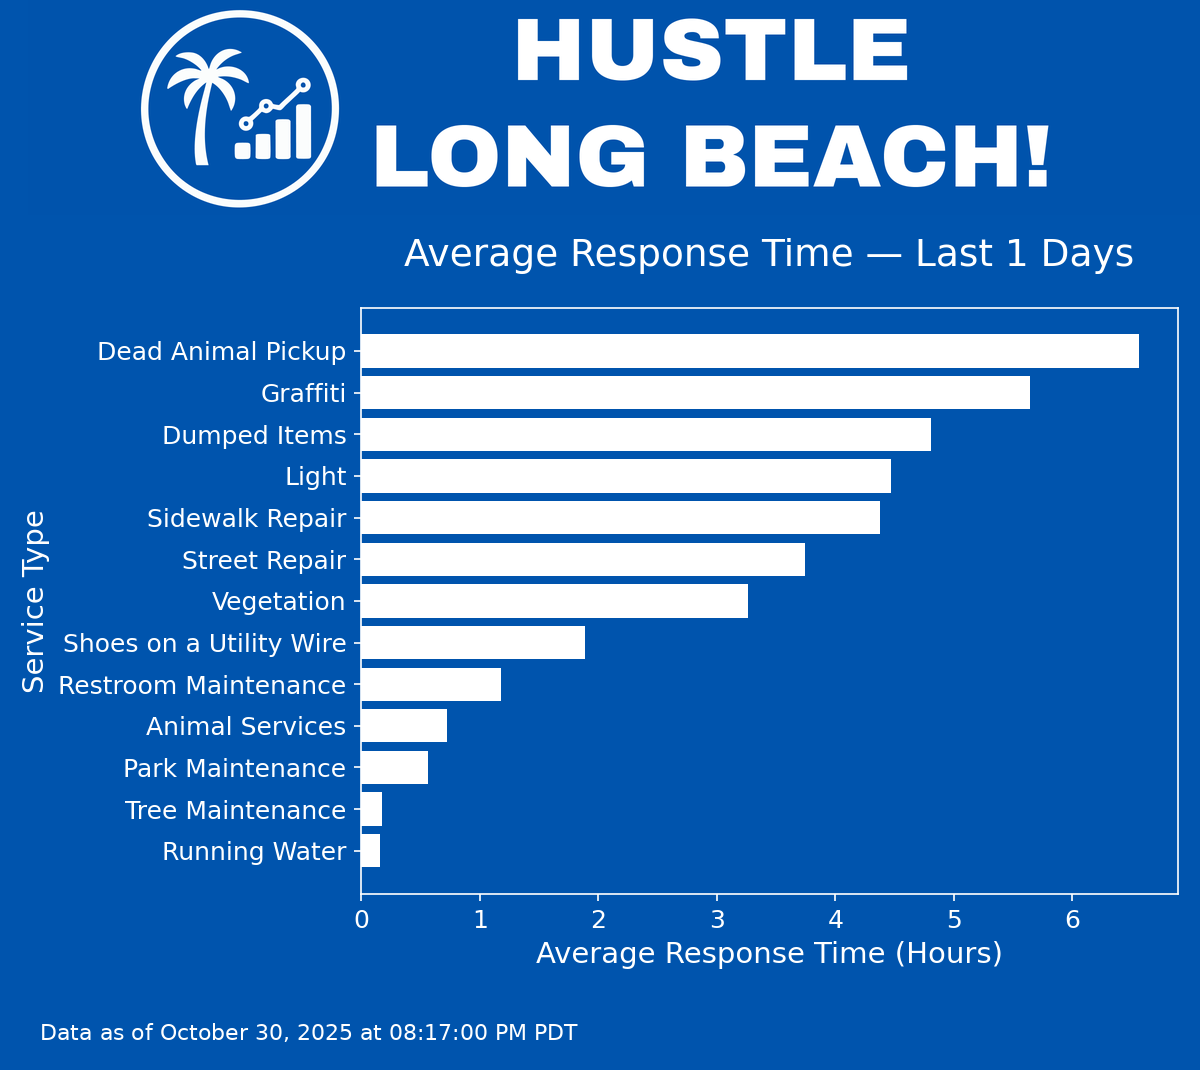 HUSTLE
LONG BEACH!
Average Response Time — Last 1 Days
Service Type
Dead Animal Pickup
Graffiti
Dumped Items
Light
Sidewalk Repair
Street Repair
Vegetation
Shoes on a Utility Wire
Restroom Maintenance
Animal Services
Park Maintenance
Tree Maintenance
Running Water
0 1 2 3 4 5 6
Average Response Time (Hours)
Data as of October 30, 2025 at 08:17:00 PM PDT